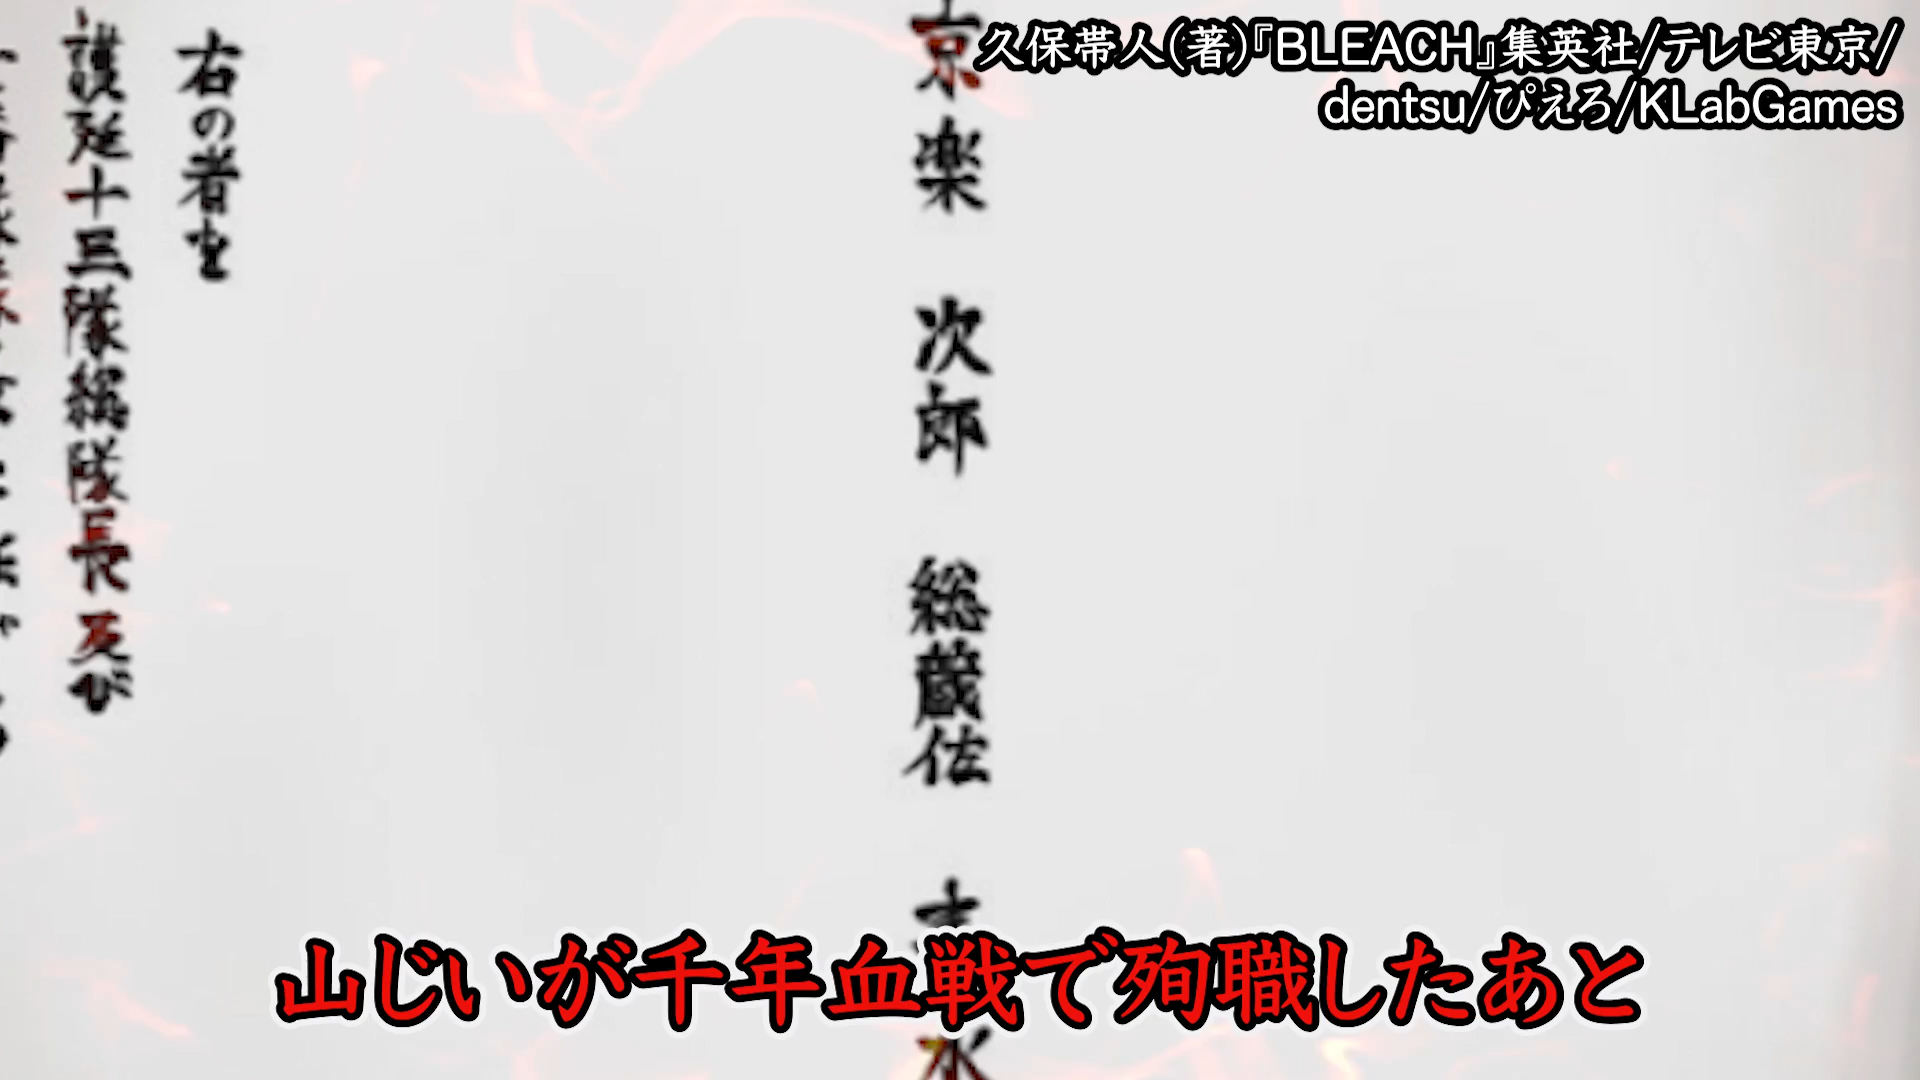 久保帯人(著)『BLEACH』集英社/テレビ東京/
dentsu/ぴえろ/KLabGames
京楽 次郎 総蔵佐
水
右の者を
護廷十三隊総隊長及び
山じいが千年血戦で殉職したあと